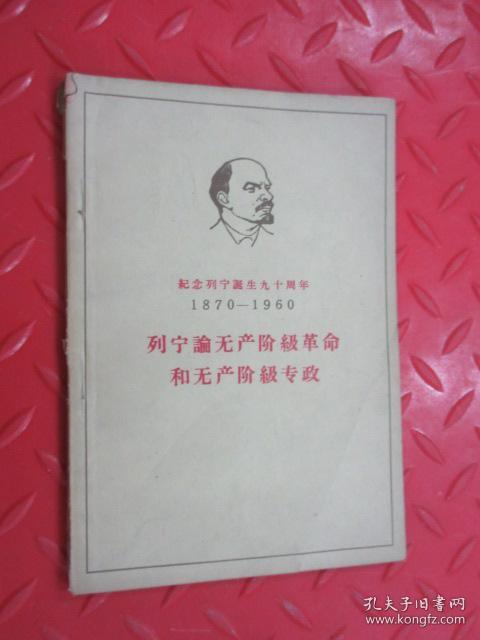 紀念列宁誕生九十周年
1870—1960
列宁論无产阶級革命
和无产阶級专政
孔夫子旧书网
www.kongfz.com